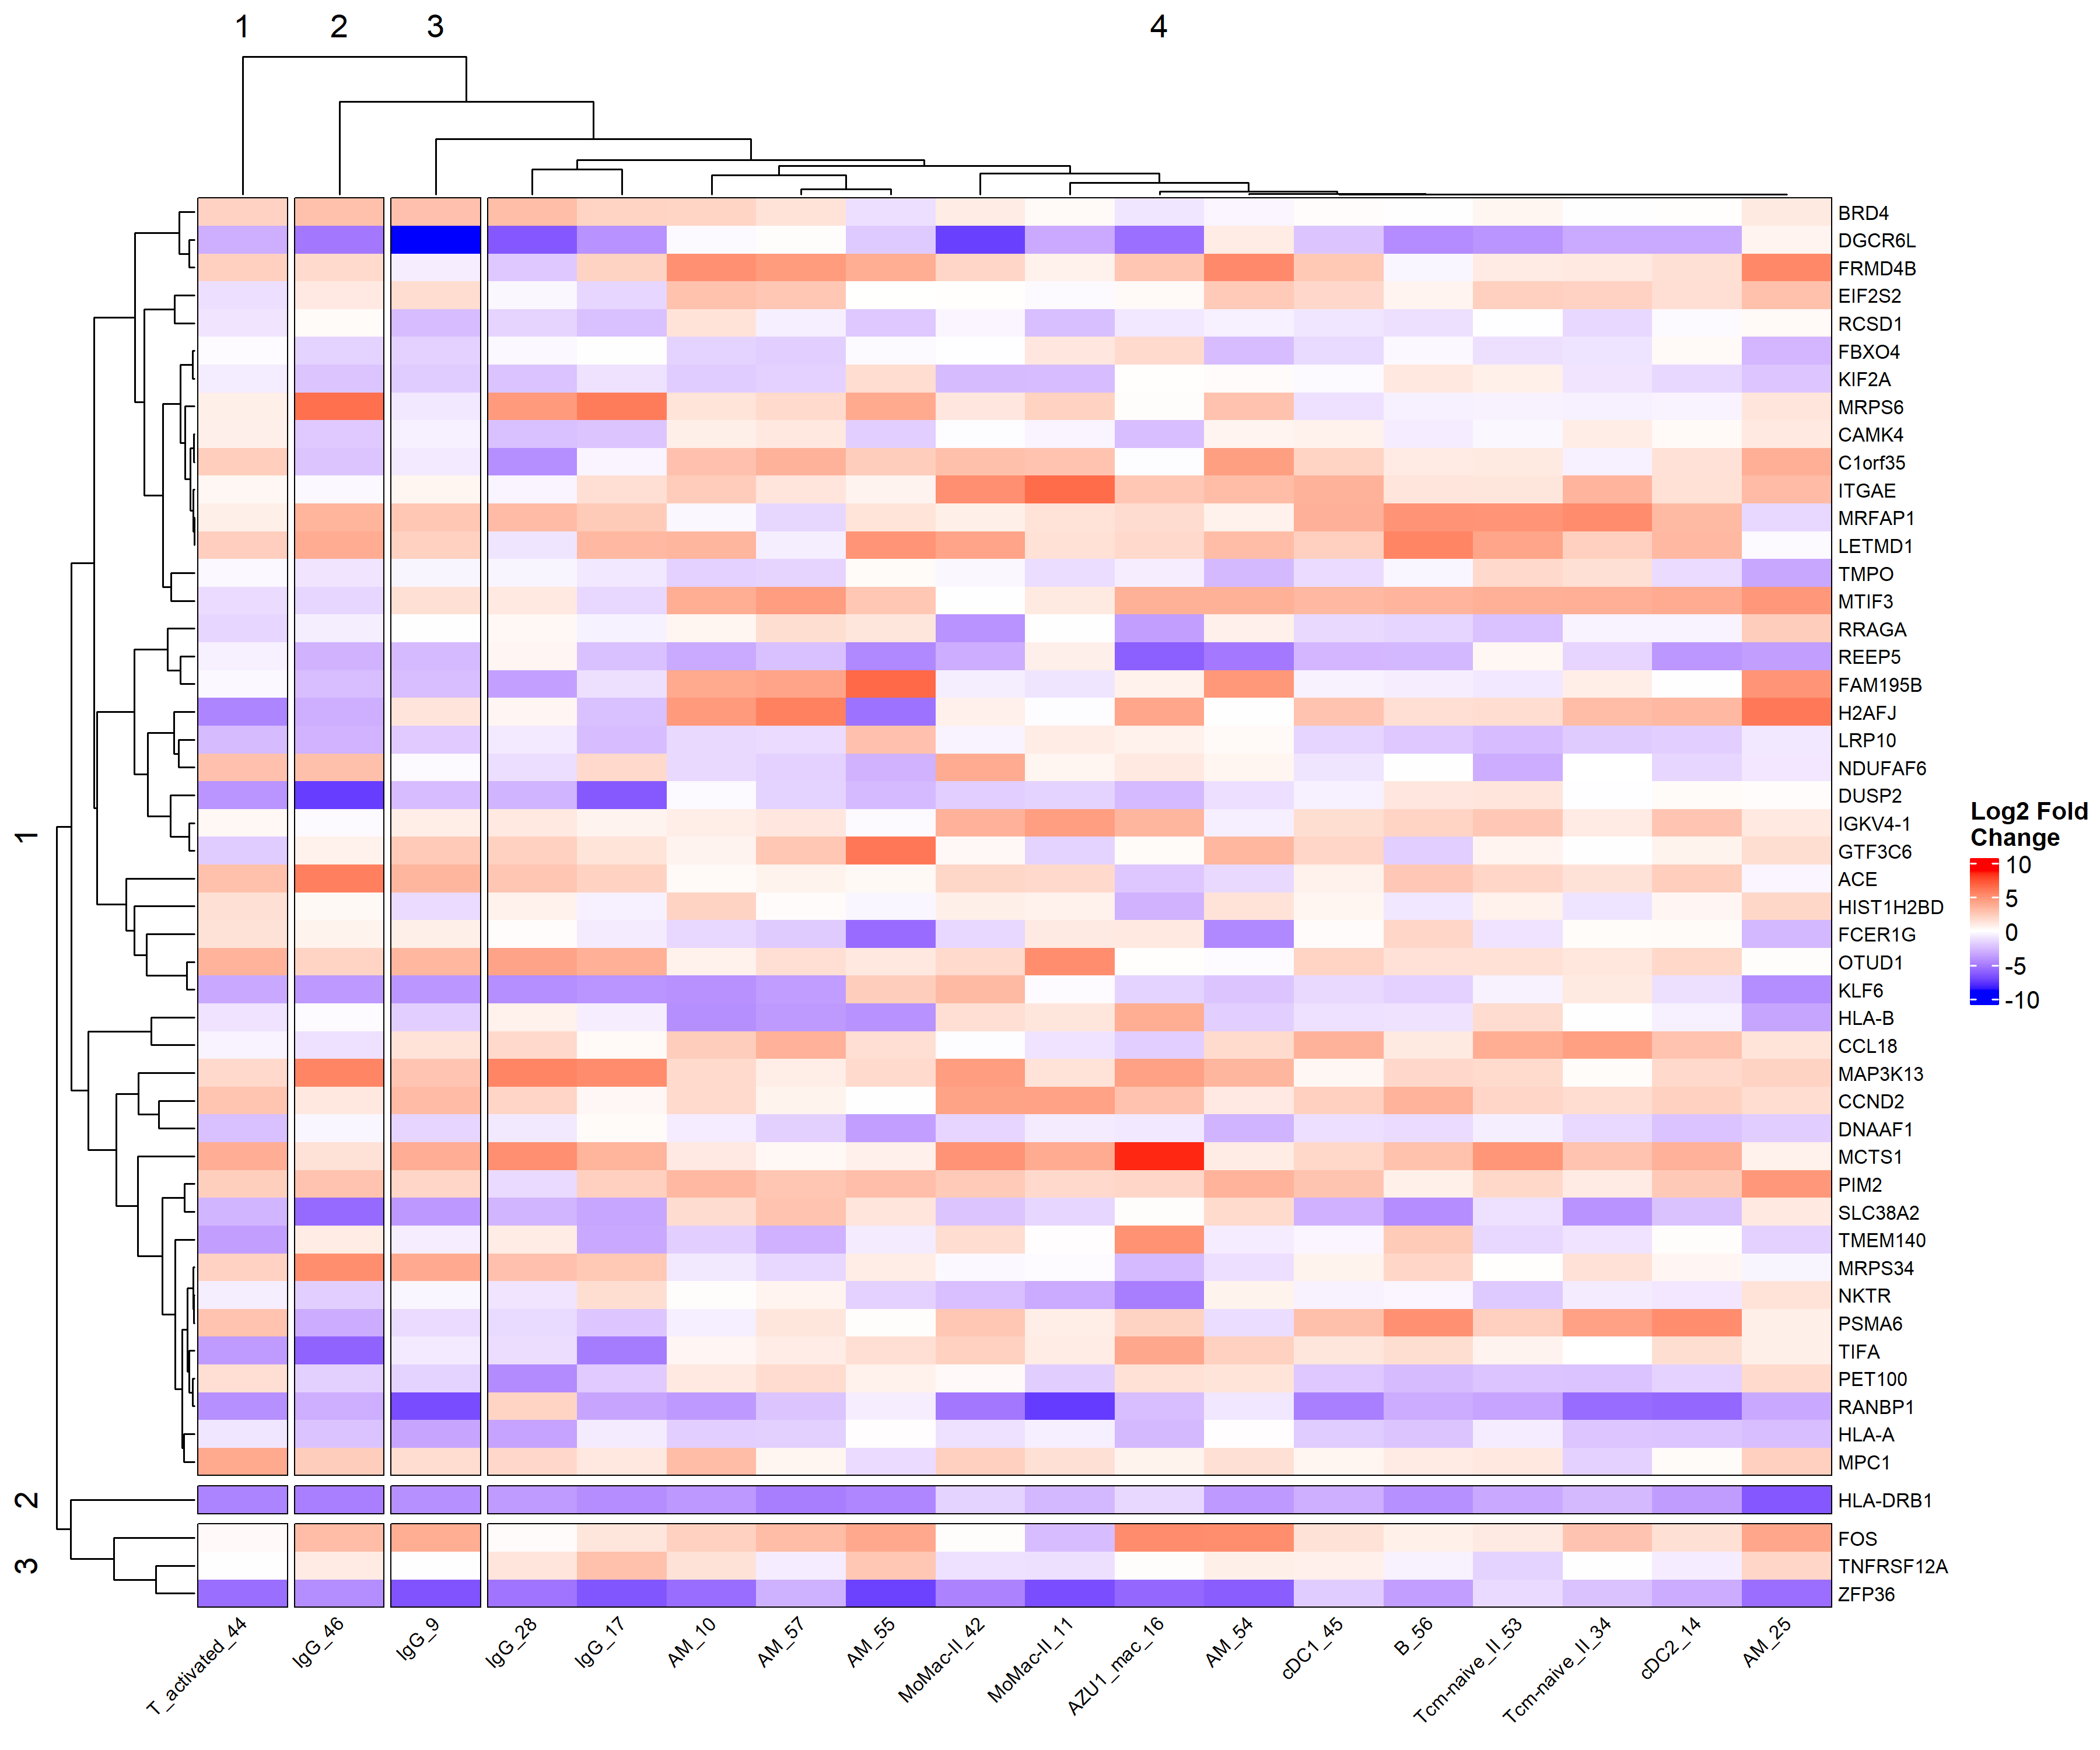 1 2 3 4
BRD4
DGCR6L
FRMD4B
EIF2S2
RCSD1
FBXO4
KIF2A
MRPS6
CAMK4
C1orf35
ITGAE
MRFAP1
LETMD1
TMPO
MTIF3
RRAGA
REEP5
FAM195B
H2AFJ
LRP10
NDUFAF6
DUSP2
IGKV4-1
GTF3C6
ACE
HIST1H2BD
FCER1G
OTUD1
KLF6
HLA-B
CCL18
MAP3K13
CCND2
DNAAF1
MCTS1
PIM2
SLC38A2
TMEM140
MRPS34
NKTR
PSMA6
TIFA
PET100
RANBP1
HLA-A
MPC1
HLA-DRB1
FOS
TNFRSF12A
ZFP36
1
2
3
T_activated_44
IgG_46
IgG_9
IgG_28
IgG_17
AM_10
AM_57
AM_55
MoMac-II_42
MoMac-II_11
AZU1_mac_16
AM_54
cDC1_45
B_56
Tcm-naive_II_53
Tcm-naive_II_34
cDC2_14
AM_25
Log2 Fold
Change
10
5
0
-5
-10